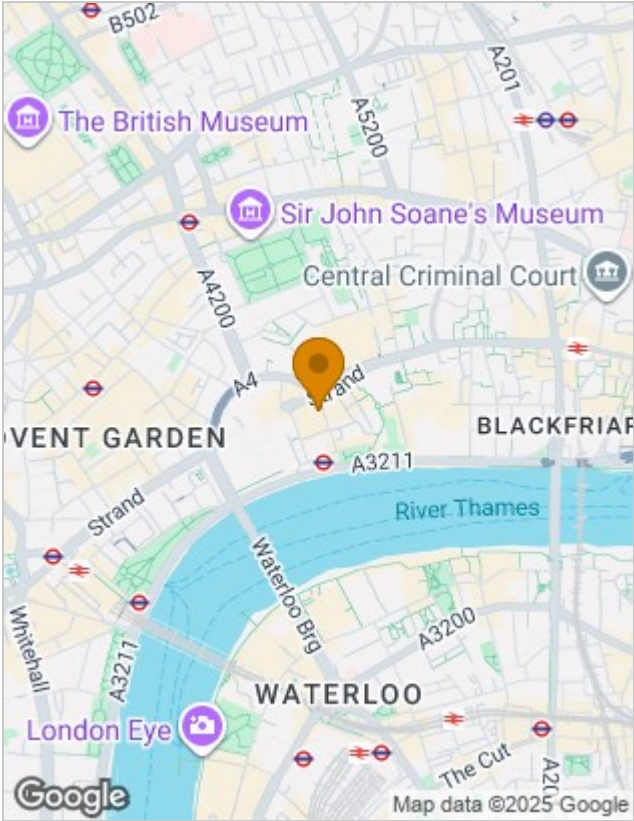 B502
A201
The British Museum
A5200
Sir John Soane's Museum
Central Criminal Court
A4200
A4
Strand
OVENT GARDEN
BLACKFRIAR
A3211
Strand
River Thames
Waterloo Brg
Whitehall
A3211
A3200
WATERLOO
London Eye
The Cut
Google
Map data ©2025 Google